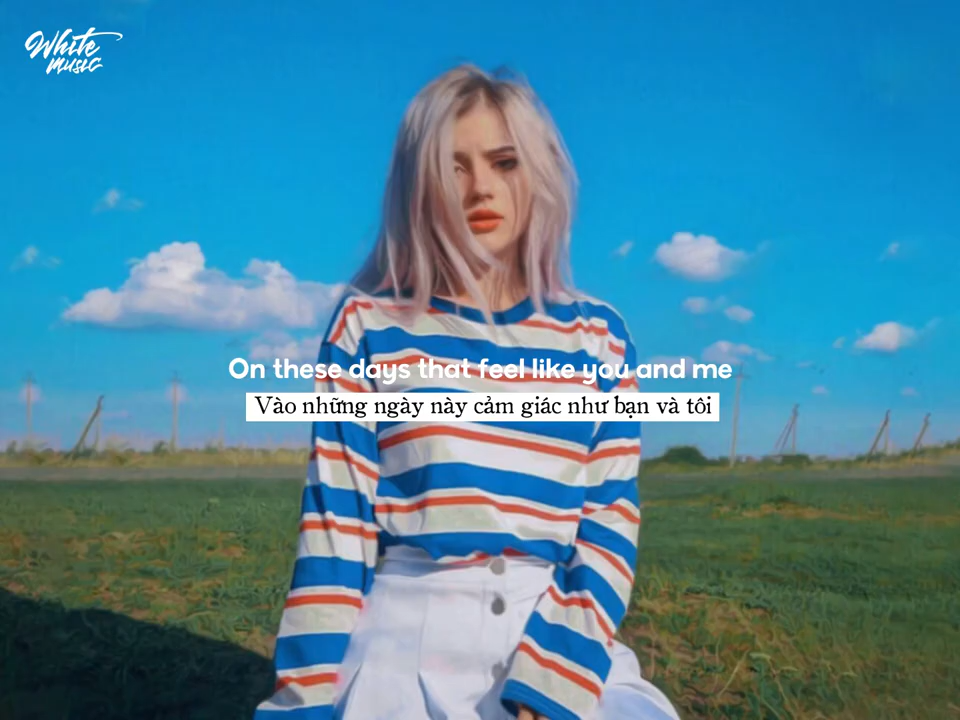 White
MUSIC
On these days that feel like you and me
Vào những ngày này cảm giác như bạn và tôi